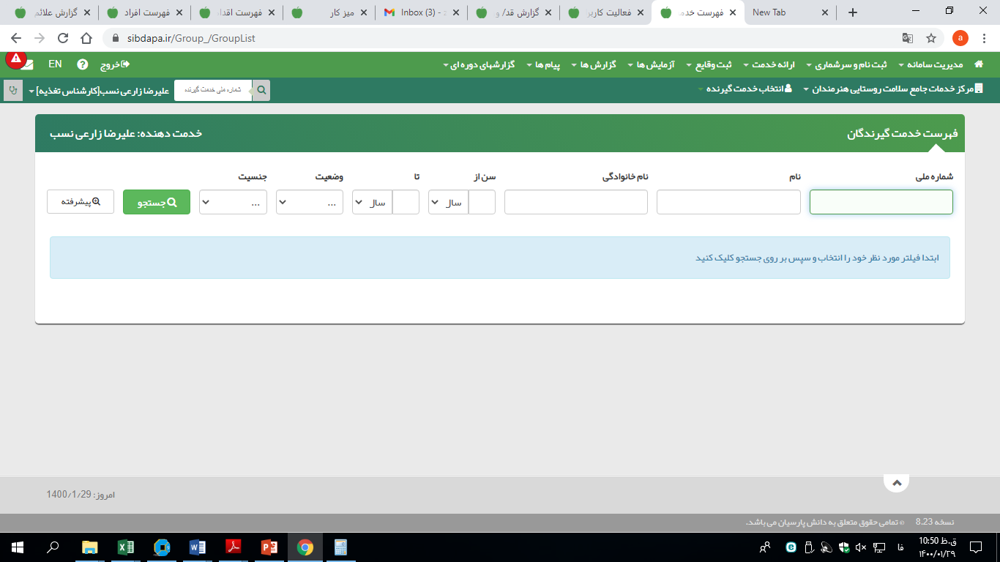 گزارش علائم
فهرست افراد
فهرست اقدا
میز کار
Inbox (3) -
گزارش قد/ و
فعالیت کاربر
فهرست خدم
New Tab
sibdapa.ir/Group_/GroupList
a
مدیریت سامانه
ثبت نام و سرشماری
ارائه خدمت
ثبت وقایع
آزمایش ها
گزارش ها
پیام ها
گزارشهای دوره ای
خروج
EN
مرکز خدمات جامع سلامت روستایی هنرمندان
انتخاب خدمت گیرنده
شماره ملی خدمت گیرنده
علیرضا زارعی نسب[کارشناس تغذیه]
فهرست خدمت گیرندگان
خدمت دهنده: علیرضا زارعی نسب
شماره ملی
نام
نام خانوادگی
سن از
تا
وضعیت
جنسیت
سال
سال
...
...
جستجو
پیشرفته
ابتدا فیلتر مورد نظر خود را انتخاب و سپس بر روی جستجو کلیک کنید
امروز: 1400/1/29
نسخه 8.23
© تمامی حقوق متعلق به دانش پارسیان می باشد.
فا
10:50 ق.ظ
۱۴۰۰/۰۱/۲۹